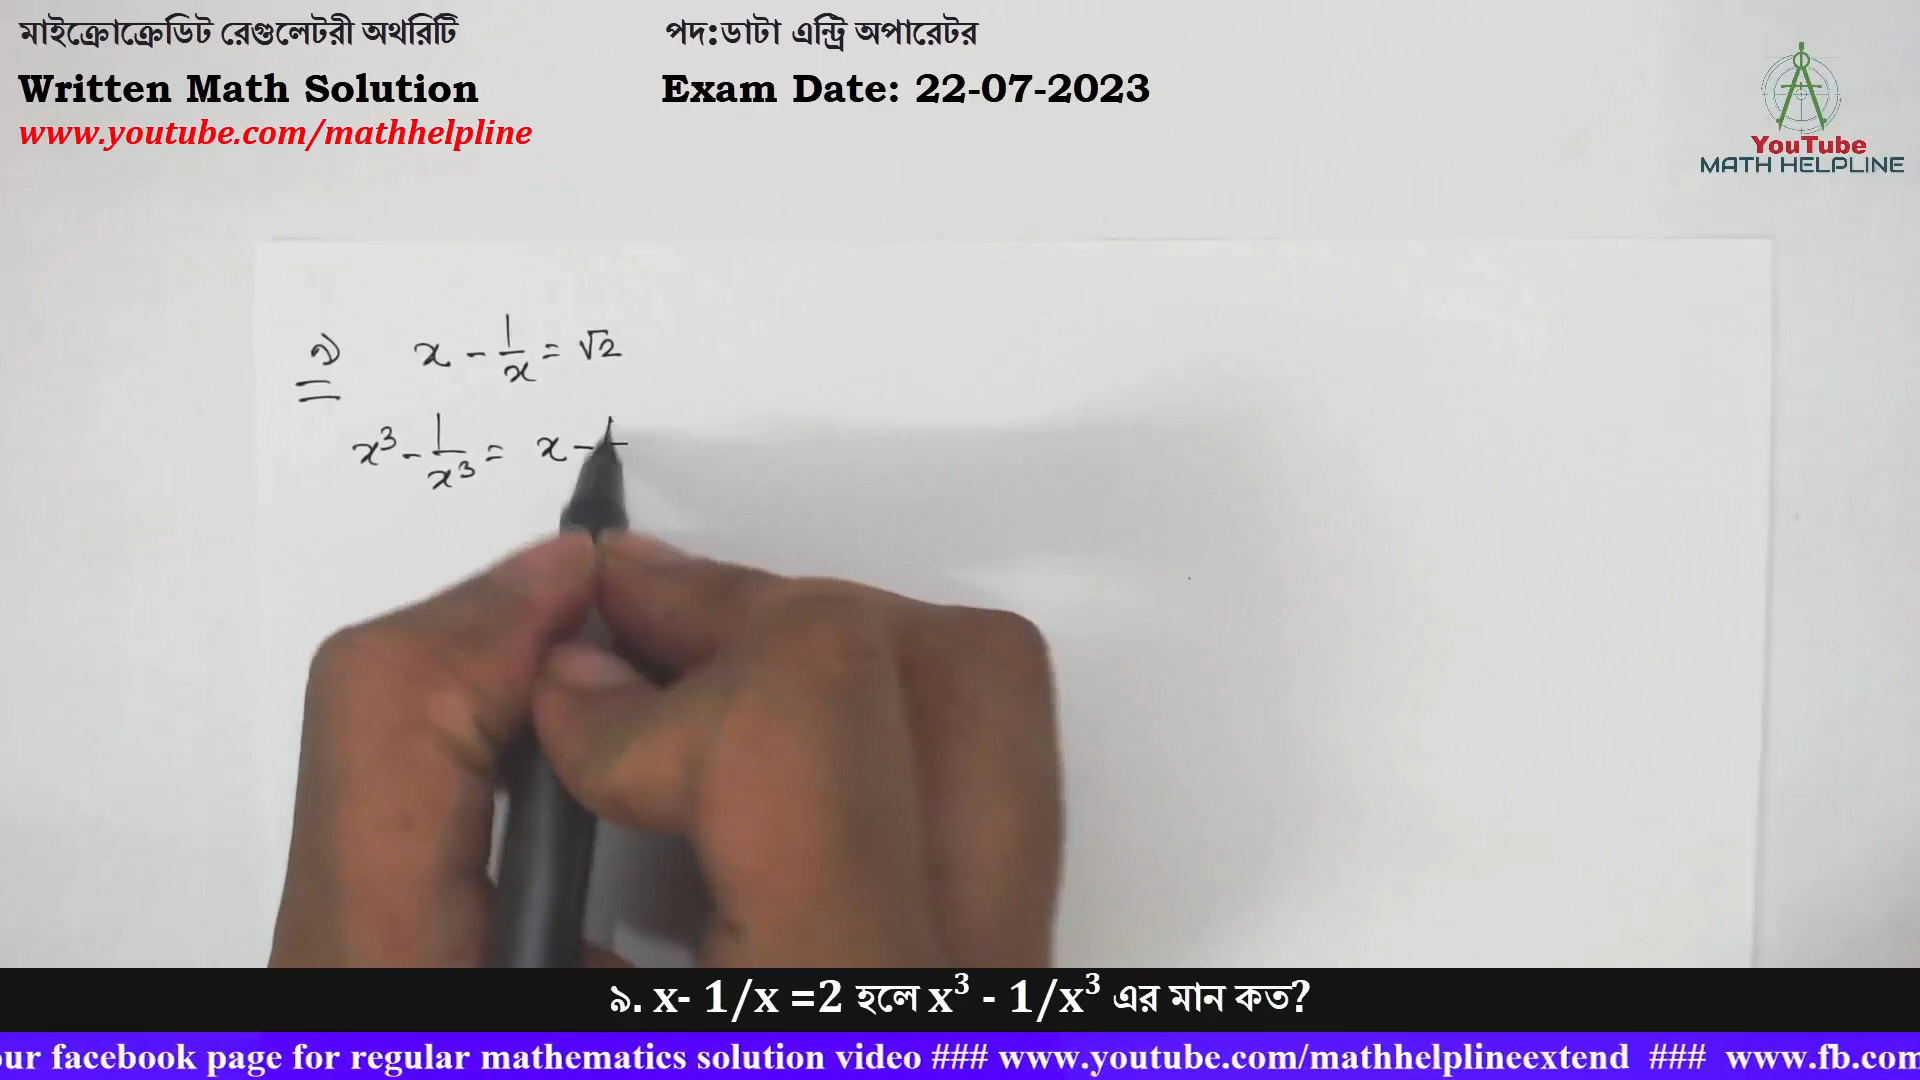 মাইক্রোক্রেডিট রেগুলেটরী অথরিটি
পদ:ডাটা এন্ট্রি অপারেটর
Written Math Solution
Exam Date: 22-07-2023
www.youtube.com/mathhelpline
YouTube
MATH HELPLINE
৯) x - 1/x = √2
x³ - 1/x³ = x - 1
৯. x- 1/x =2 হলে x³ - 1/x³ এর মান কত?
our facebook page for regular mathematics solution video ### www.youtube.com/mathhelplineextend ### www.fb.com